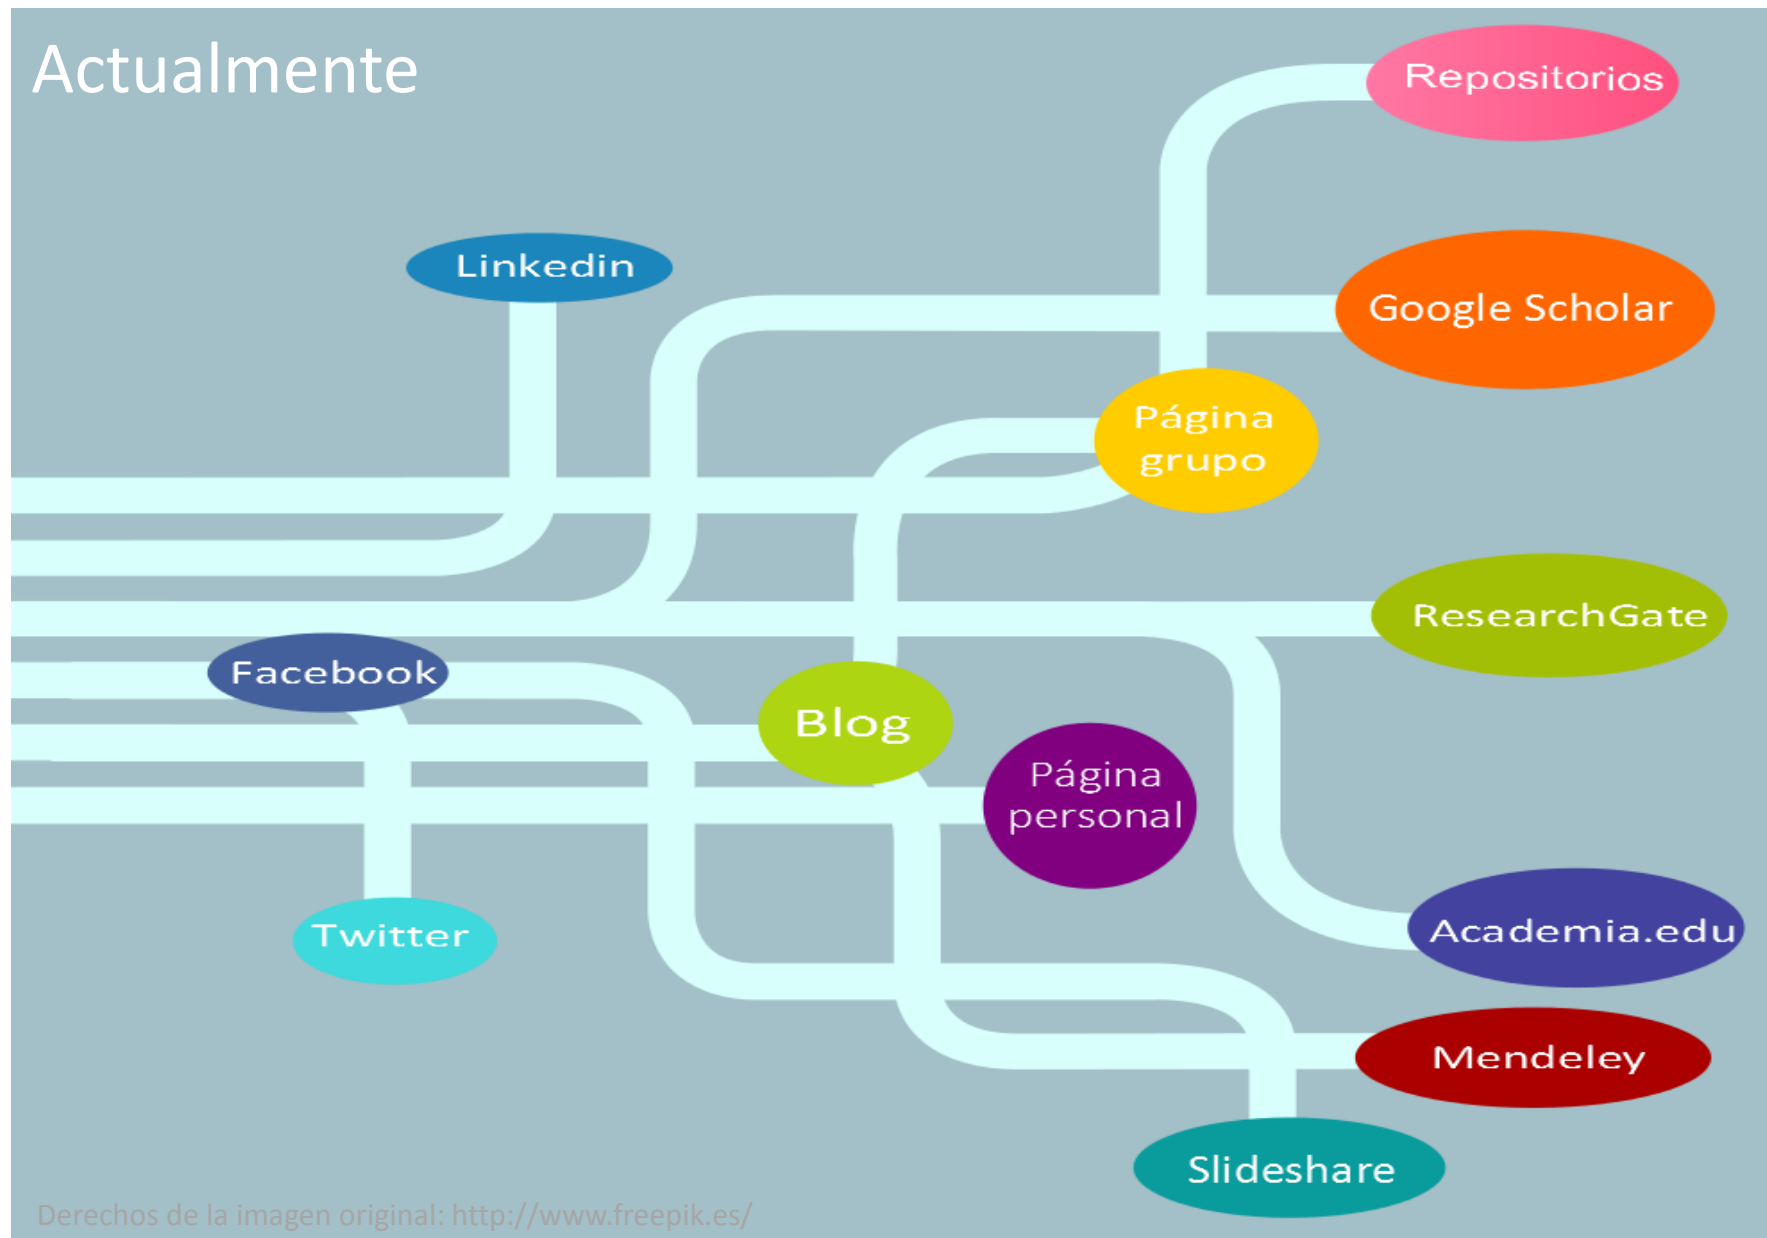 Actualmente
Repositorios
Linkedin
Google Scholar
Página
grupo
ResearchGate
Facebook
Blog
Página
personal
Twitter
Academia.edu
Mendeley
Slideshare
Derechos de la imagen original: http://www.freepik.es/